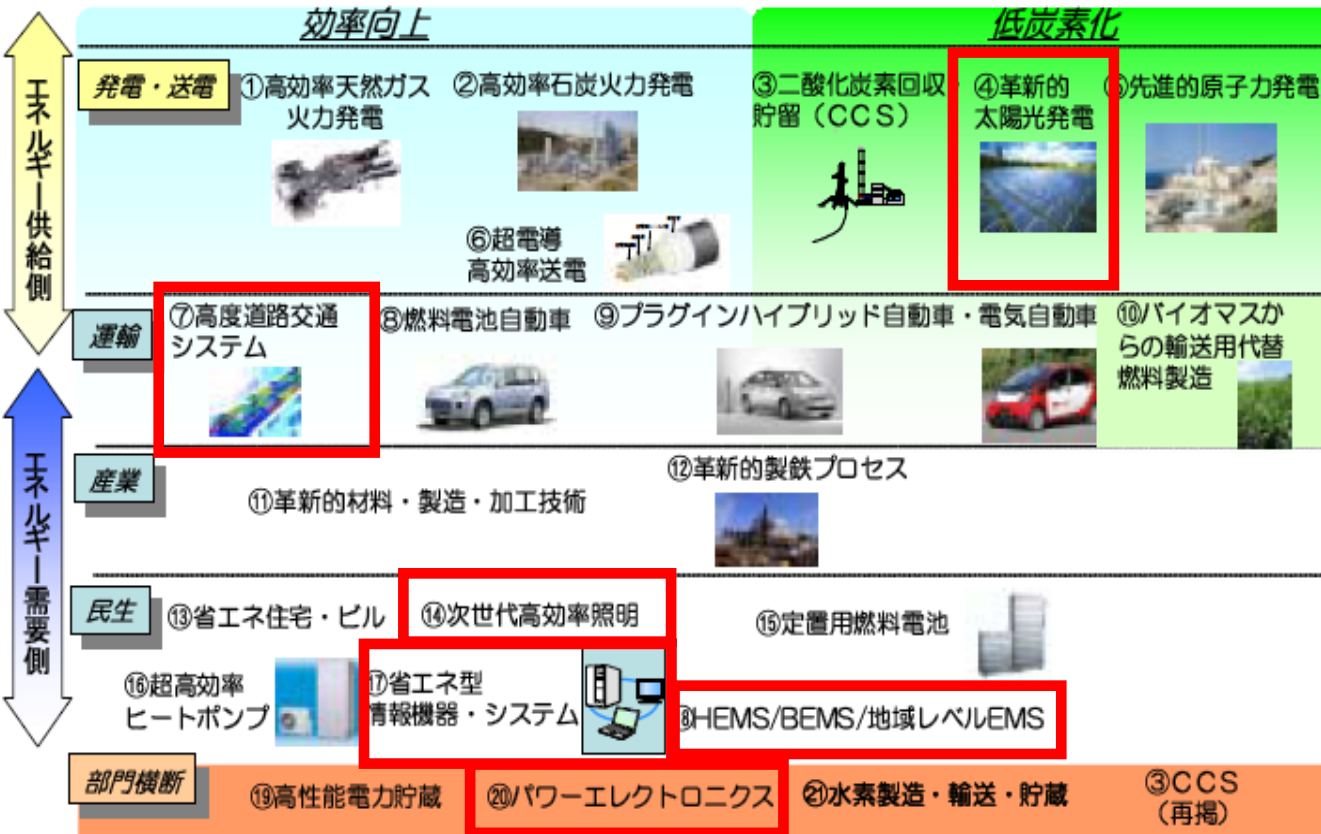 効率向上
低炭素化
エネルギー供給側
発電・送電
①高効率天然ガス
火力発電
②高効率石炭火力発電
③二酸化炭素回収・
貯留（ＣＣＳ）
④革新的
太陽光発電
⑤先進的原子力発電
⑥超電導
高効率送電
運輸
⑦高度道路交通
システム
⑧燃料電池自動車
⑨プラグインハイブリッド自動車・電気自動車
⑩バイオマスか
らの輸送用代替
燃料製造
エネルギー需要側
産業
⑪革新的材料・製造・加工技術
⑫革新的製鉄プロセス
民生
⑬省エネ住宅・ビル
⑭次世代高効率照明
⑮定置用燃料電池
⑯超高効率
ヒートポンプ
⑰省エネ型
情報機器・システム
⑱HEMS/BEMS/地域レベルEMS
部門横断
⑲高性能電力貯蔵
⑳パワーエレクトロニクス
㉑水素製造・輸送・貯蔵
③ＣＣＳ
（再掲）